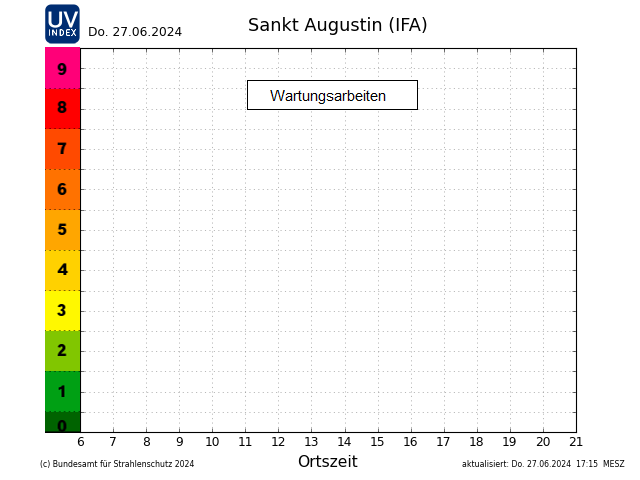 UV
INDEX
Do. 27.06.2024
Sankt Augustin (IFA)
Wartungsarbeiten
9
8
7
6
5
4
3
2
1
0
6 7 8 9 10 11 12 13 14 15 16 17 18 19 20 21
(c) Bundesamt für Strahlenschutz 2024
Ortszeit
aktualisiert: Do. 27.06.2024 17:15 MESZ